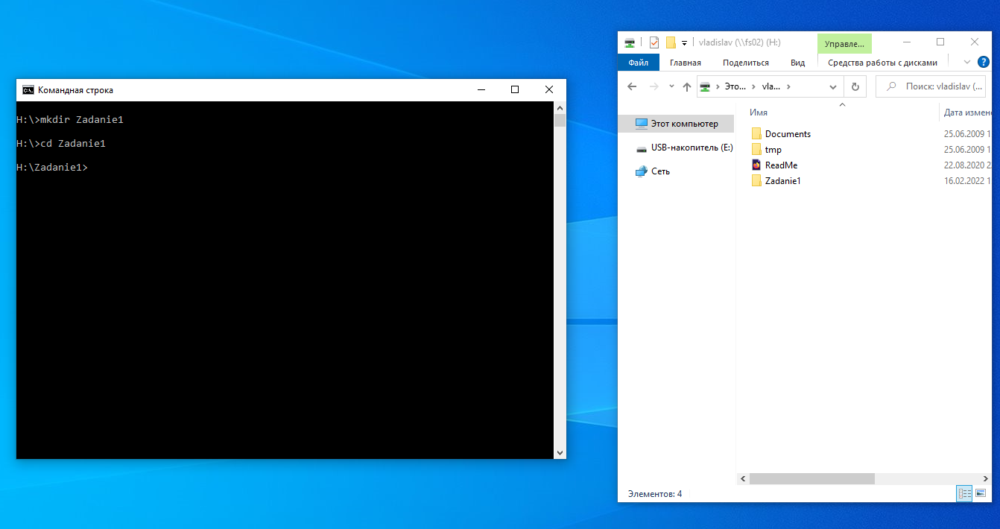 Командная строка
H:\>mkdir Zadanie1
H:\>cd Zadanie1
H:\Zadanie1>
vladislav (\\fs02) (H:)
Управле...
Файл
Главная
Поделиться
Вид
Средства работы с дисками
?
Это...
vla...
Поиск: vladislav (...
Этот компьютер
USB-накопитель (E:)
Сеть
Имя
Дата измене
Documents
25.06.2009 1
tmp
25.06.2009 1
ReadMe
22.08.2020 2
Zadanie1
16.02.2022 1
Элементов: 4